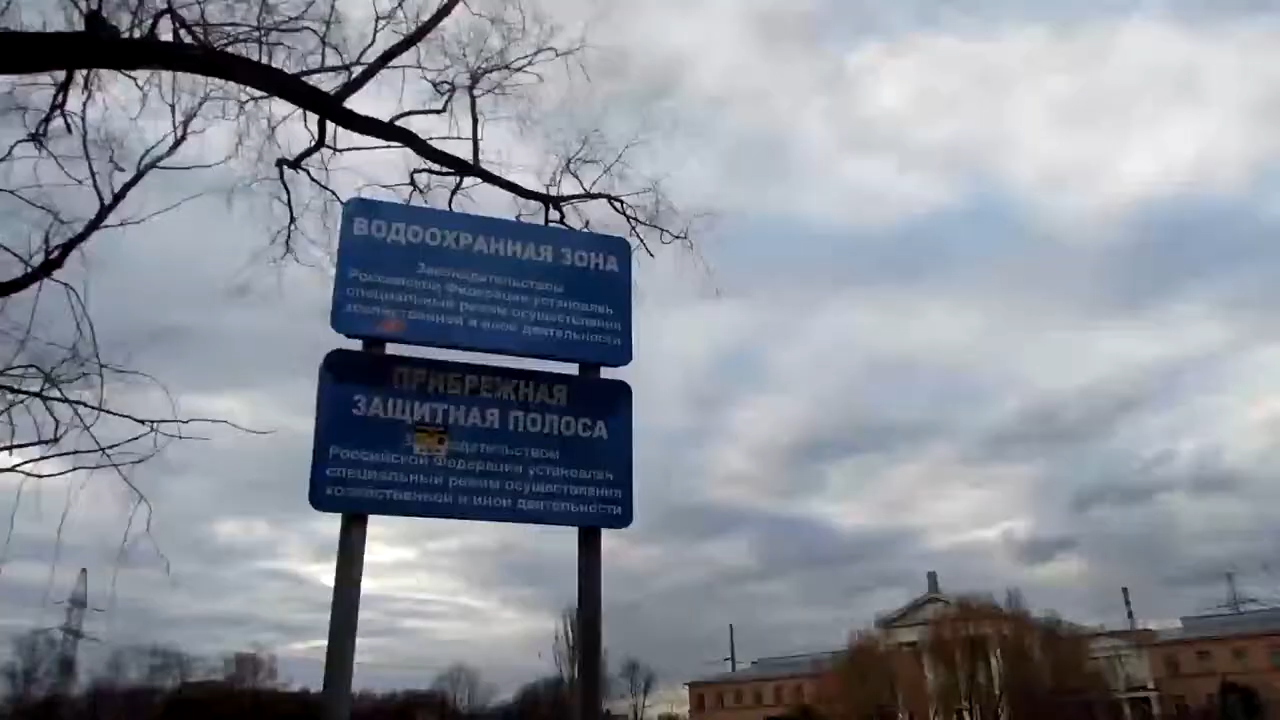 ВОДООХРАННАЯ ЗОНА
Законодательством
Российской Федерации установлен
специальный режим осуществления
хозяйственной и иной деятельности
ПРИБРЕЖНАЯ
ЗАЩИТНАЯ ПОЛОСА
Законодательством
Российской Федерации установлен
специальный режим осуществления
хозяйственной и иной деятельности